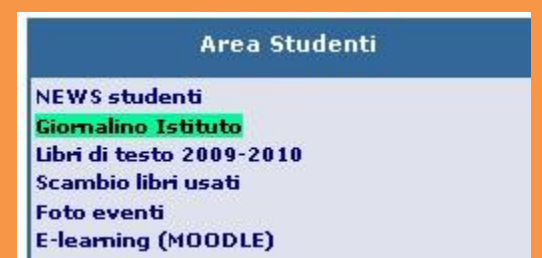 Area Studenti
NEWS studenti
Giornalino Istituto
Libri di testo 2009-2010
Scambio libri usati
Foto eventi
E-learning (MOODLE)